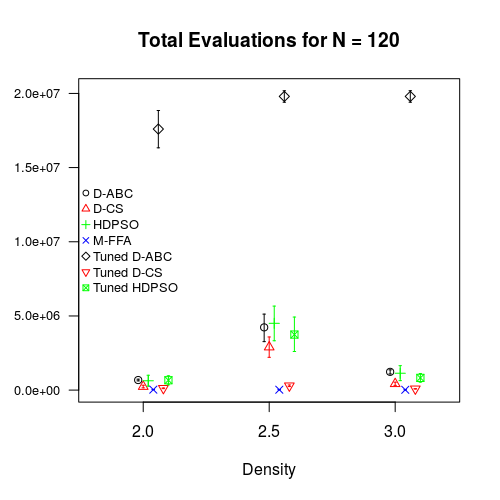 Total Evaluations for N = 120
2.0e+07
1.5e+07
1.0e+07
5.0e+06
0.0e+00
D-ABC
D-CS
HDPSO
M-FFA
Tuned D-ABC
Tuned D-CS
Tuned HDPSO
2.0 2.5 3.0
Density